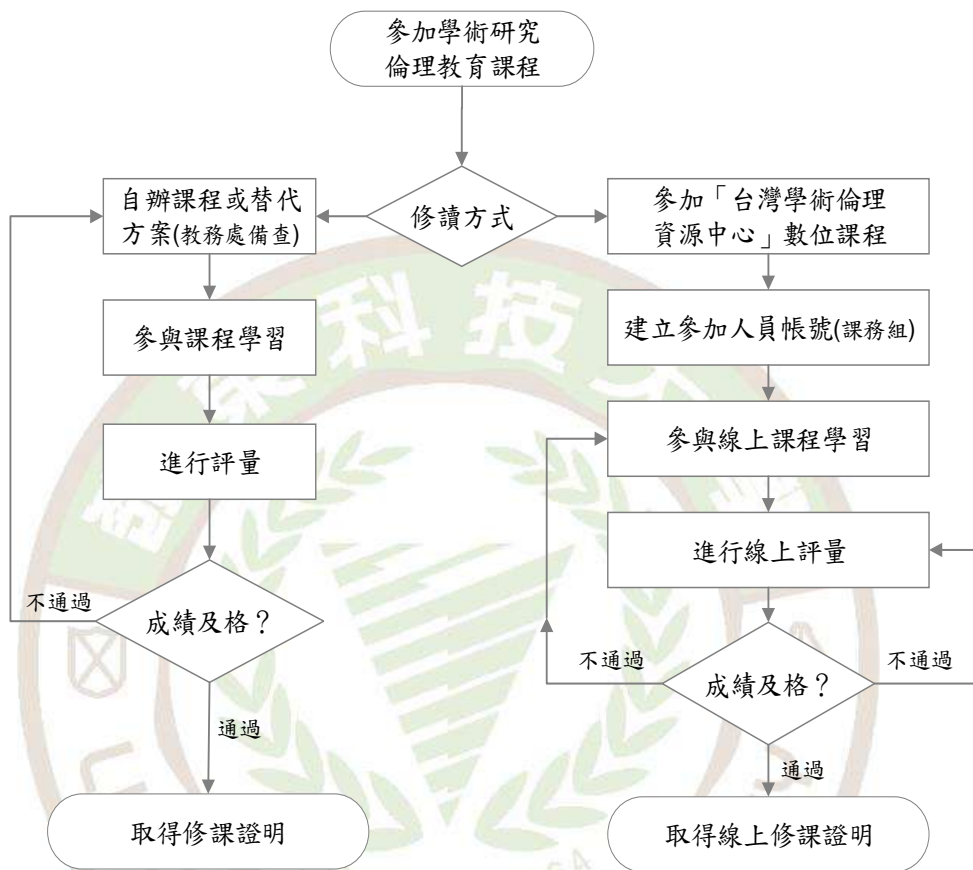 參加學術研究
倫理教育課程
修讀方式
自辦課程或替代
方案(教務處備查)
參與課程學習
進行評量
成績及格？
不通過
通過
取得修課證明
參加「台灣學術倫理
資源中心」數位課程
建立參加人員帳號(課務組)
參與線上課程學習
進行線上評量
成績及格？
不通過
不通過
通過
取得線上修課證明
科技